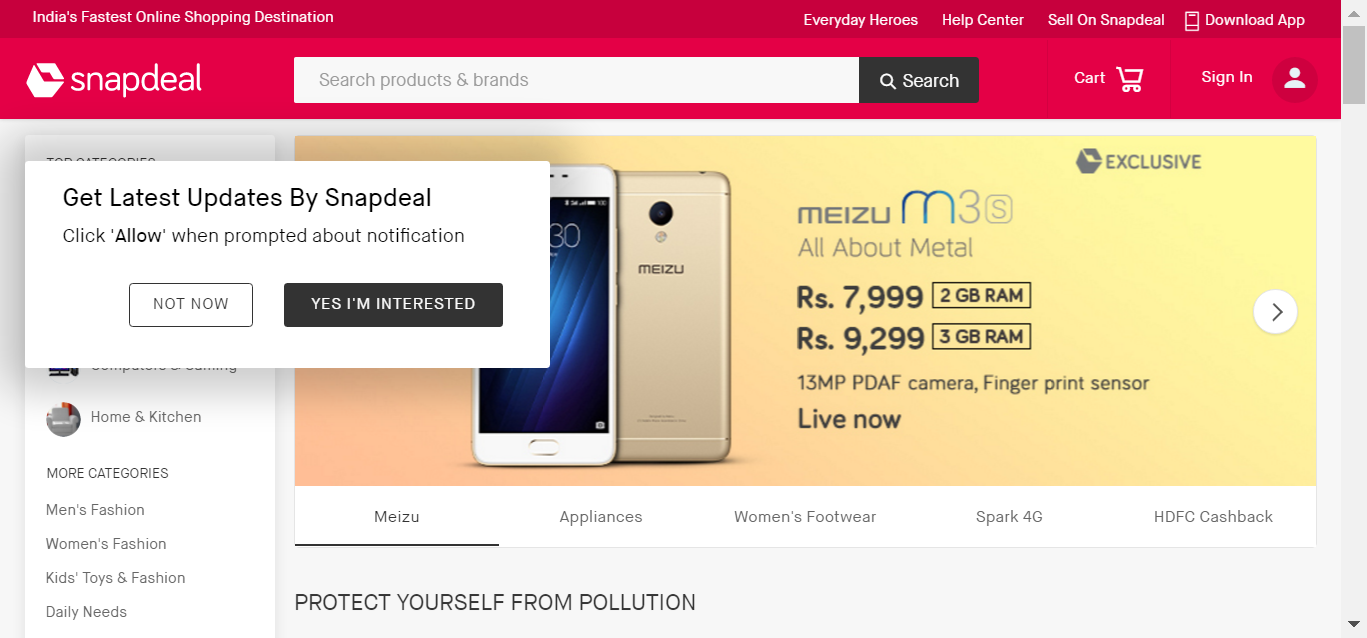 India's Fastest Online Shopping Destination
Everyday Heroes
Help Center
Sell On Snapdeal
Download App
snapdeal
Search products & brands
Search
Cart
Sign In
TOP CATEGORIES
Get Latest Updates By Snapdeal
Click 'Allow' when prompted about notification
NOT NOW
YES I'M INTERESTED
Computers & Gaming
Home & Kitchen
MORE CATEGORIES
Men's Fashion
Women's Fashion
Kids' Toys & Fashion
Daily Needs
EXCLUSIVE
MEIZU
MEIZU m3s
All About Metal
Rs. 7,999 2 GB RAM
Rs. 9,299 3 GB RAM
13MP PDAF camera, Finger print sensor
Live now
Meizu
Appliances
Women's Footwear
Spark 4G
HDFC Cashback
PROTECT YOURSELF FROM POLLUTION